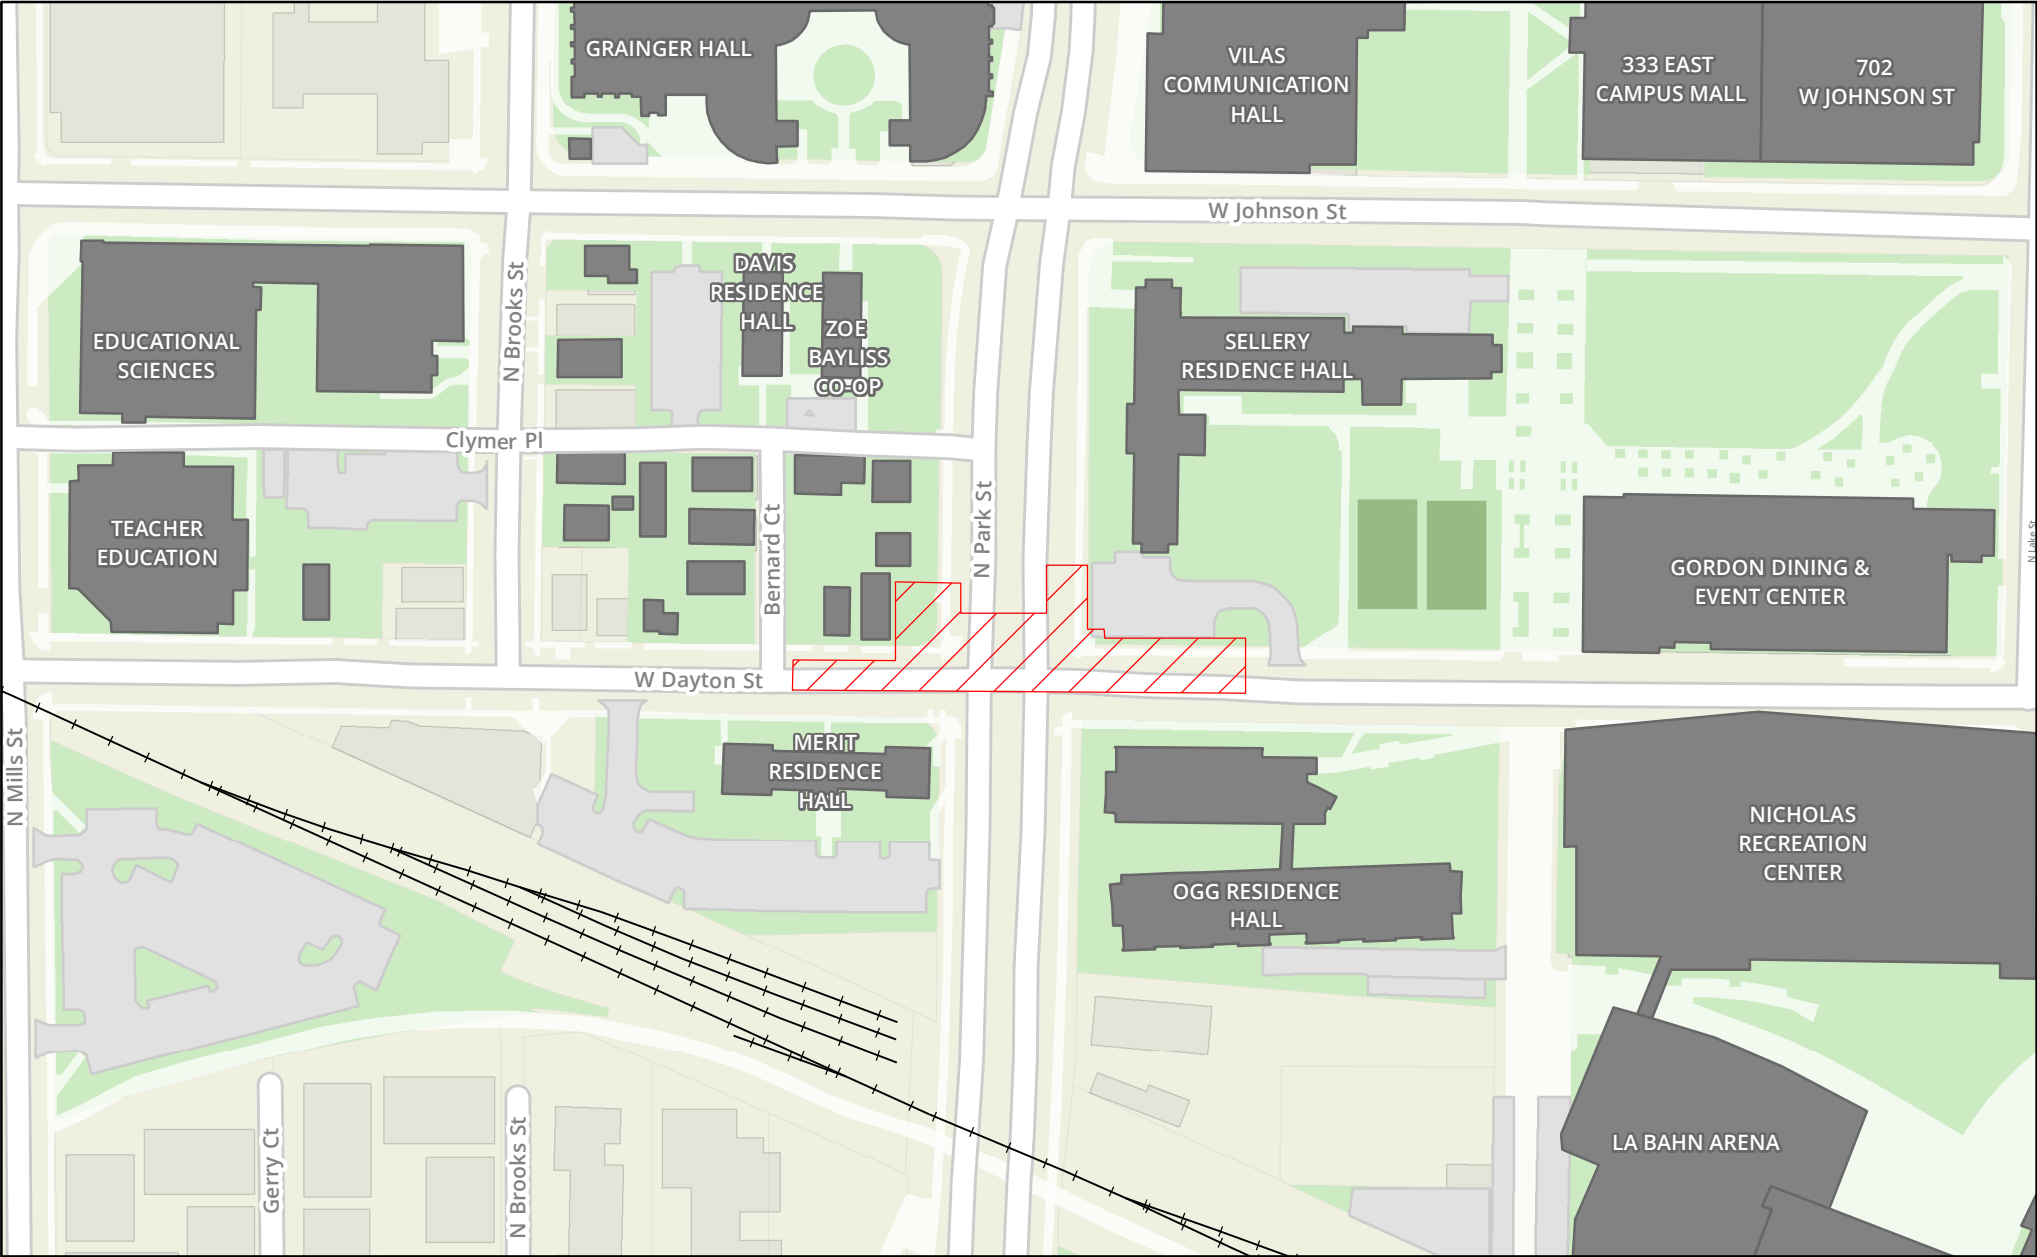 GRAINGER HALL
VILAS
COMMUNICATION
HALL
333 EAST
CAMPUS MALL
702
W JOHNSON ST
W Johnson St
N Brooks St
DAVIS
RESIDENCE
HALL
ZOE
BAYLISS
CO-OP
EDUCATIONAL
SCIENCES
SELLERY
RESIDENCE HALL
Clymer Pl
TEACHER
EDUCATION
Bernard Ct
N Park St
GORDON DINING &
EVENT CENTER
N Lake St
W Dayton St
N Mills St
MERIT
RESIDENCE
HALL
OGG RESIDENCE
HALL
NICHOLAS
RECREATION
CENTER
Gerry Ct
N Brooks St
LA BAHN ARENA